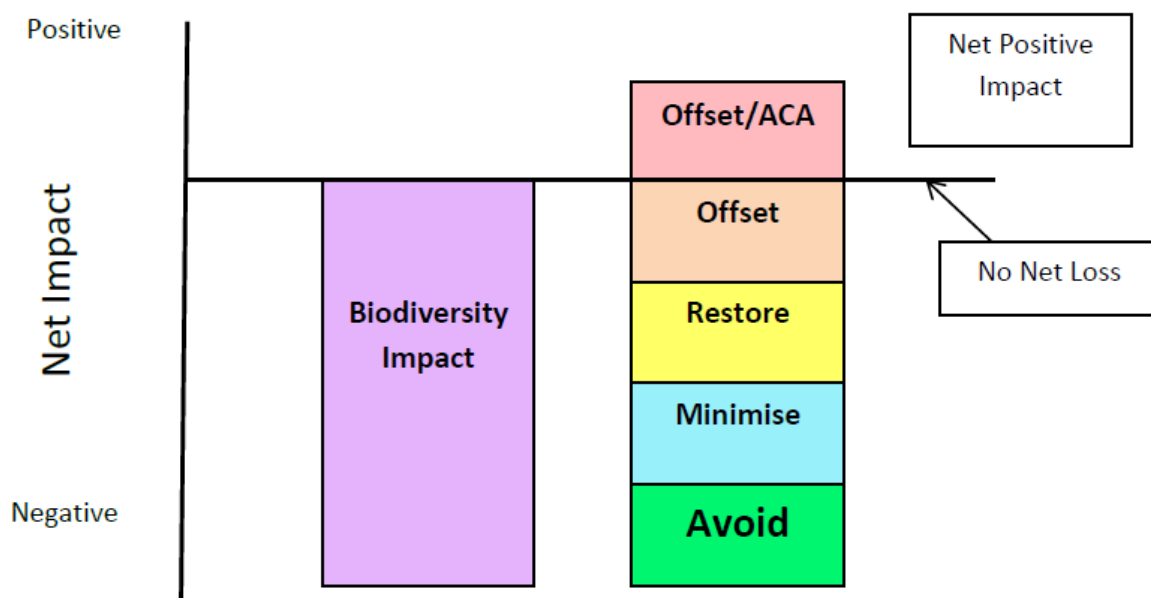 Positive
Net Positive
Impact
Offset/ACA
No Net Loss
Offset
Net Impact
Biodiversity
Impact
Restore
Minimise
Negative
Avoid